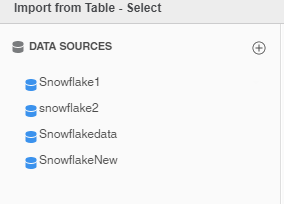 Import from Table - Select
DATA SOURCES
Snowflake1
snowflake2
Snowflakedata
SnowflakeNew